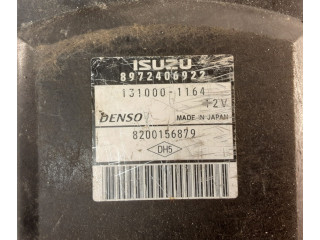 ISUZU
8972406922
131000-1164
12V
DENSO MADE IN JAPAN
8200156879
DH5